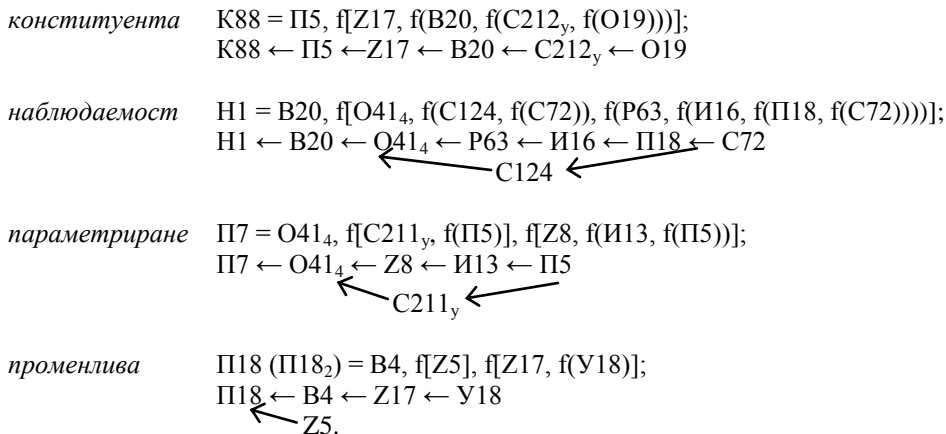 конституента К88 = П5, f[Z17, f(В20, f(С212у, f(О19)))];
К88 ← П5 ←Z17 ← В20 ← С212у ← О19
наблюдаемост Н1 = В20, f[О41₄, f(С124, f(С72)), f(Р63, f(И16, f(П18, f(С72))))];
Н1 ← В20 ← О41₄ ← Р63 ← И16 ← П18 ← С72
С124
параметриране П7 = О41₄, f[С211у, f(П5)], f[Z8, f(И13, f(П5))];
П7 ← О41₄ ← Z8 ← И13 ← П5
С211у
променлива П18 (П18₂) = В4, f[Z5], f[Z17, f(У18)];
П18 ← В4 ← Z17 ← У18
Z5.